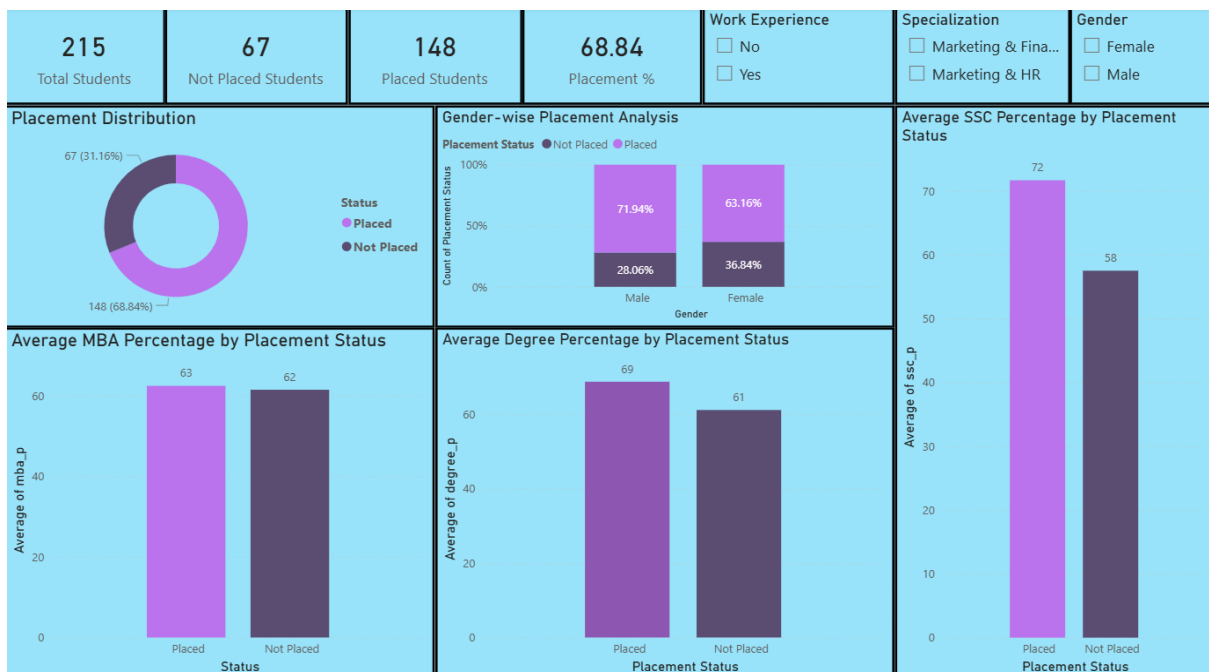 215
Total Students
67
Not Placed Students
148
Placed Students
68.84
Placement %
Work Experience
No
Yes
Specialization
Marketing & Fina...
Marketing & HR
Gender
Female
Male
Placement Distribution
67 (31.16%)
148 (68.84%)
Status
Placed
Not Placed
Gender-wise Placement Analysis
Placement Status Not Placed Placed
Count of Placement Status
100%
50%
0%
71.94%
28.06%
63.16%
36.84%
Male
Female
Gender
Average SSC Percentage by Placement
Status
Average of ssc_p
70
60
50
40
30
20
10
0
72
58
Placed
Not Placed
Placement Status
Average MBA Percentage by Placement Status
Average of mba_p
60
40
20
0
63
62
Placed
Not Placed
Status
Average Degree Percentage by Placement Status
Average of degree_p
60
40
20
0
69
61
Placed
Not Placed
Placement Status